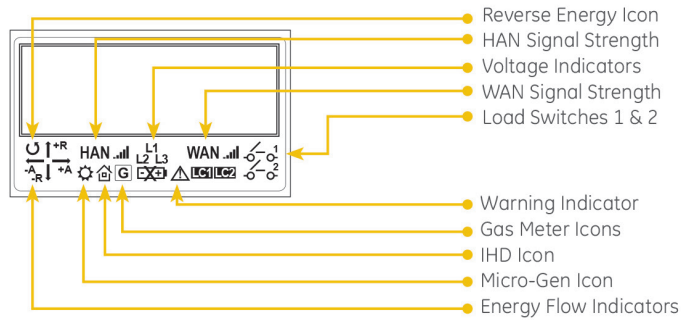 Reverse Energy Icon
HAN Signal Strength
Voltage Indicators
WAN Signal Strength
Load Switches 1 & 2
+R HAN L1 WAN 1
L2 L3
-A +A G - + LC1 LC2 2
-R
Warning Indicator
Gas Meter Icons
IHD Icon
Micro-Gen Icon
Energy Flow Indicators